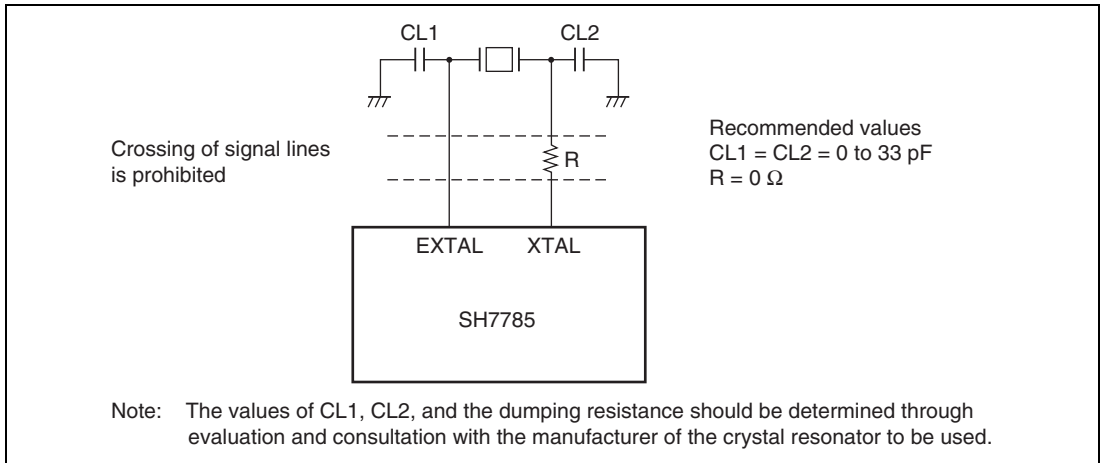 CL1
CL2
Crossing of signal lines
is prohibited
R
Recommended values
CL1 = CL2 = 0 to 33 pF
R = 0 Ω
EXTAL XTAL
SH7785
Note: The values of CL1, CL2, and the dumping resistance should be determined through
evaluation and consultation with the manufacturer of the crystal resonator to be used.